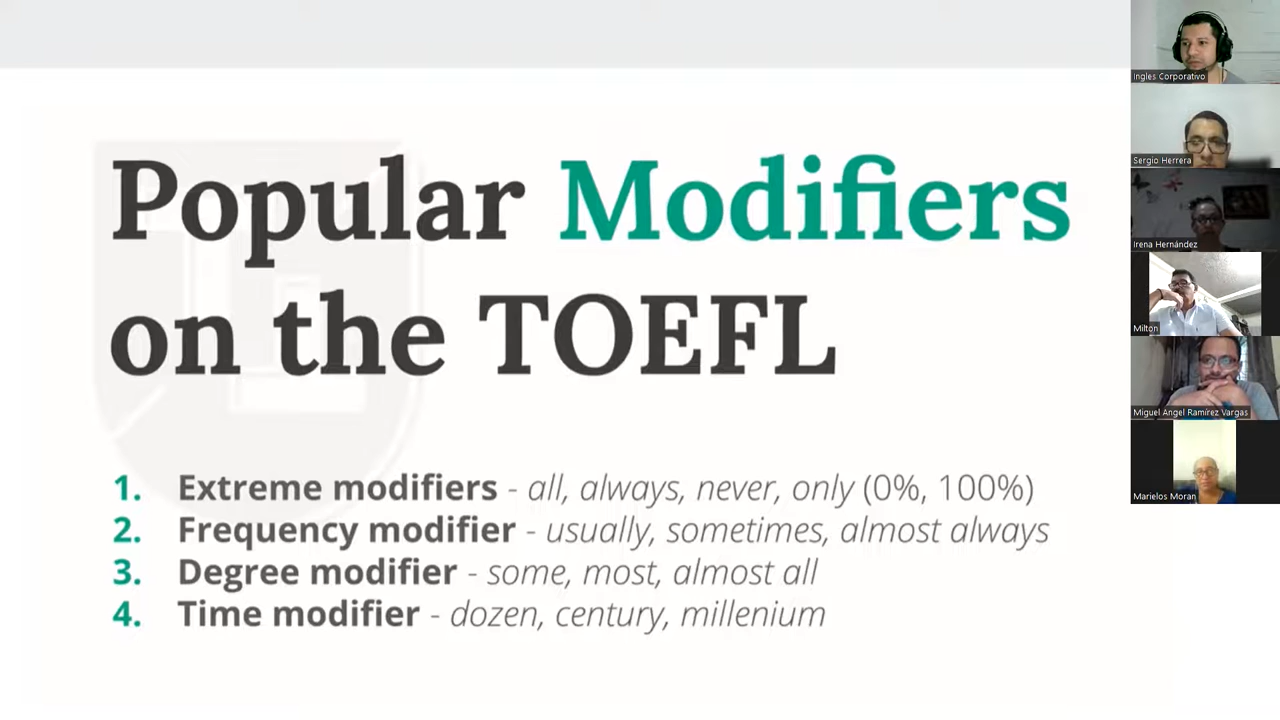 Popular Modifiers
on the TOEFL
1. Extreme modifiers - all, always, never, only (0%, 100%)
2. Frequency modifier - usually, sometimes, almost always
3. Degree modifier - some, most, almost all
4. Time modifier - dozen, century, millenium
Ingles Corporativo
Sergio Herrera
Irena Hernández
Milton
Miguel Angel Ramírez Vargas
Marielos Moran